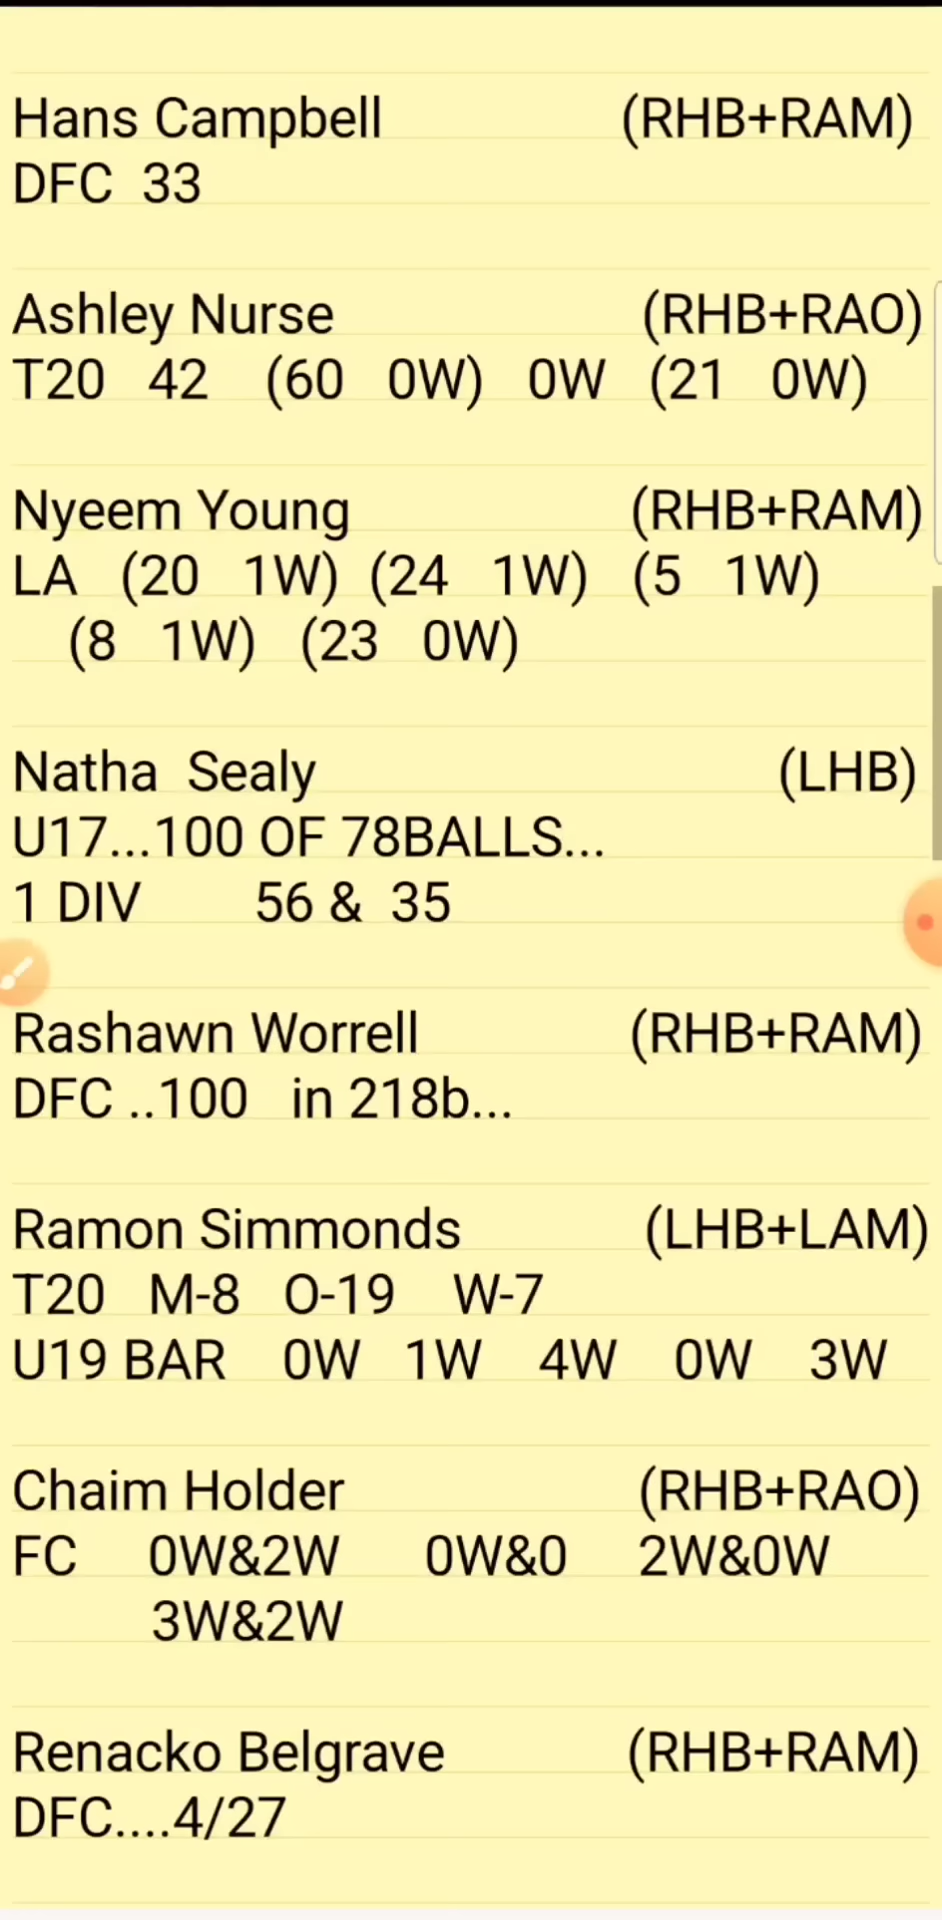 Hans Campbell (RHB+RAM)
DFC 33
Ashley Nurse (RHB+RAO)
T20 42 (60 0W) 0W (21 0W)
Nyeem Young (RHB+RAM)
LA (20 1W) (24 1W) (5 1W)
(8 1W) (23 0W)
Natha Sealy (LHB)
U17...100 OF 78BALLS...
1 DIV 56 & 35
Rashawn Worrell (RHB+RAM)
DFC ..100 in 218b...
Ramon Simmonds (LHB+LAM)
T20 M-8 O-19 W-7
U19 BAR 0W 1W 4W 0W 3W
Chaim Holder (RHB+RAO)
FC 0W&2W 0W&0 2W&0W
3W&2W
Renacko Belgrave (RHB+RAM)
DFC....4/27